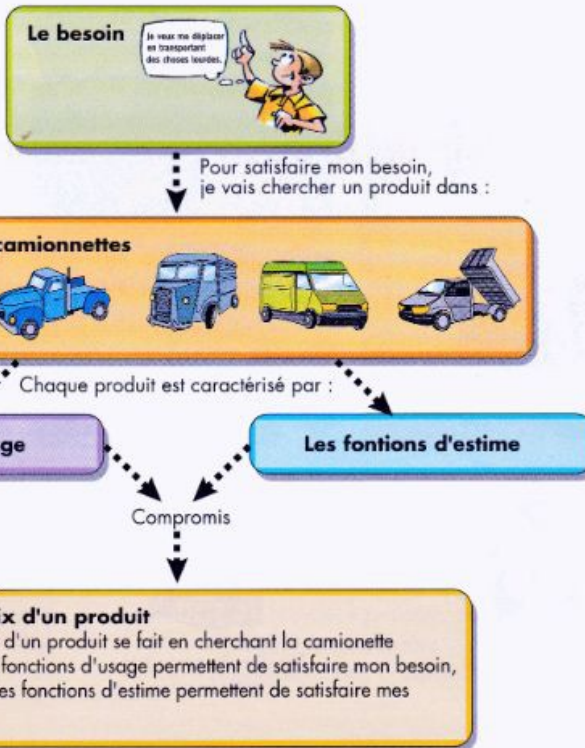 Le besoin
Je veux me déplacer
en transportant
des choses lourdes.
Pour satisfaire mon besoin,
je vais chercher un produit dans :
camionnettes
Chaque produit est caractérisé par :
ge
Les fontions d'estime
Compromis
ix d'un produit
d'un produit se fait en cherchant la camionette
fonctions d'usage permettent de satisfaire mon besoin,
es fonctions d'estime permettent de satisfaire mes